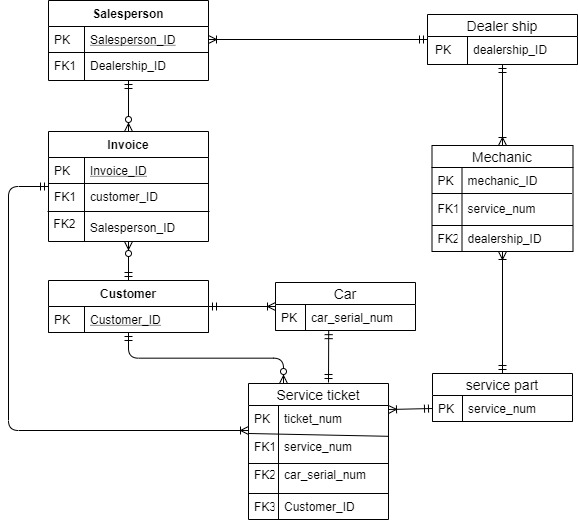 Salesperson
PK Salesperson_ID
FK1 Dealership_ID
Dealer ship
PK dealership_ID
Invoice
PK Invoice_ID
FK1 customer_ID
FK2 Salesperson_ID
Mechanic
PK mechanic_ID
FK1 service_num
FK2 dealership_ID
Customer
PK Customer_ID
Car
PK car_serial_num
service part
PK service_num
Service ticket
PK ticket_num
FK1 service_num
FK2 car_serial_num
FK3 Customer_ID